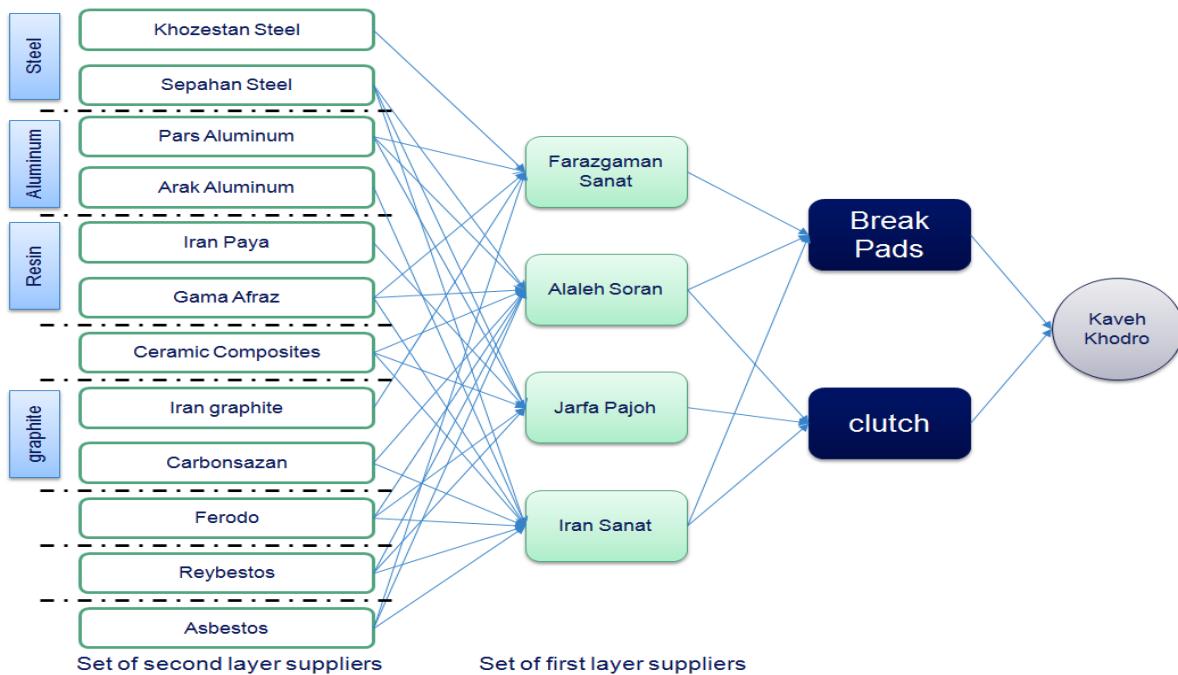 Steel
Khozestan Steel
Sepahan Steel
Aluminum
Pars Aluminum
Arak Aluminum
Resin
Iran Paya
Gama Afraz
Ceramic Composites
graphite
Iran graphite
Carbonsazan
Ferodo
Reybestos
Asbestos
Set of second layer suppliers
Farazgaman
Sanat
Alaleh Soran
Jarfa Pajoh
Iran Sanat
Set of first layer suppliers
Break
Pads
clutch
Kaveh
Khodro